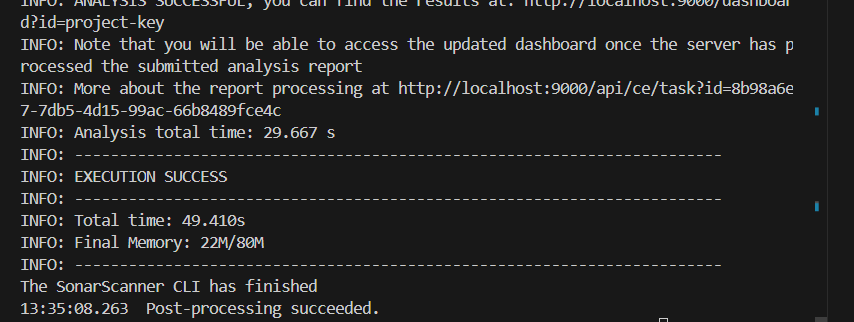 INFO: ANALYSIS SUCCESSFUL, you can find the results at: http://localhost:9000/dashboar
d?id=project-key
INFO: Note that you will be able to access the updated dashboard once the server has p
rocessed the submitted analysis report
INFO: More about the report processing at http://localhost:9000/api/ce/task?id=8b98a6e
7-7db5-4d15-99ac-66b8489fce4c
INFO: Analysis total time: 29.667 s
INFO: ------------------------------------------------------------------------
INFO: EXECUTION SUCCESS
INFO: ------------------------------------------------------------------------
INFO: Total time: 49.410s
INFO: Final Memory: 22M/80M
INFO: ------------------------------------------------------------------------
The SonarScanner CLI has finished
13:35:08.263  Post-processing succeeded.